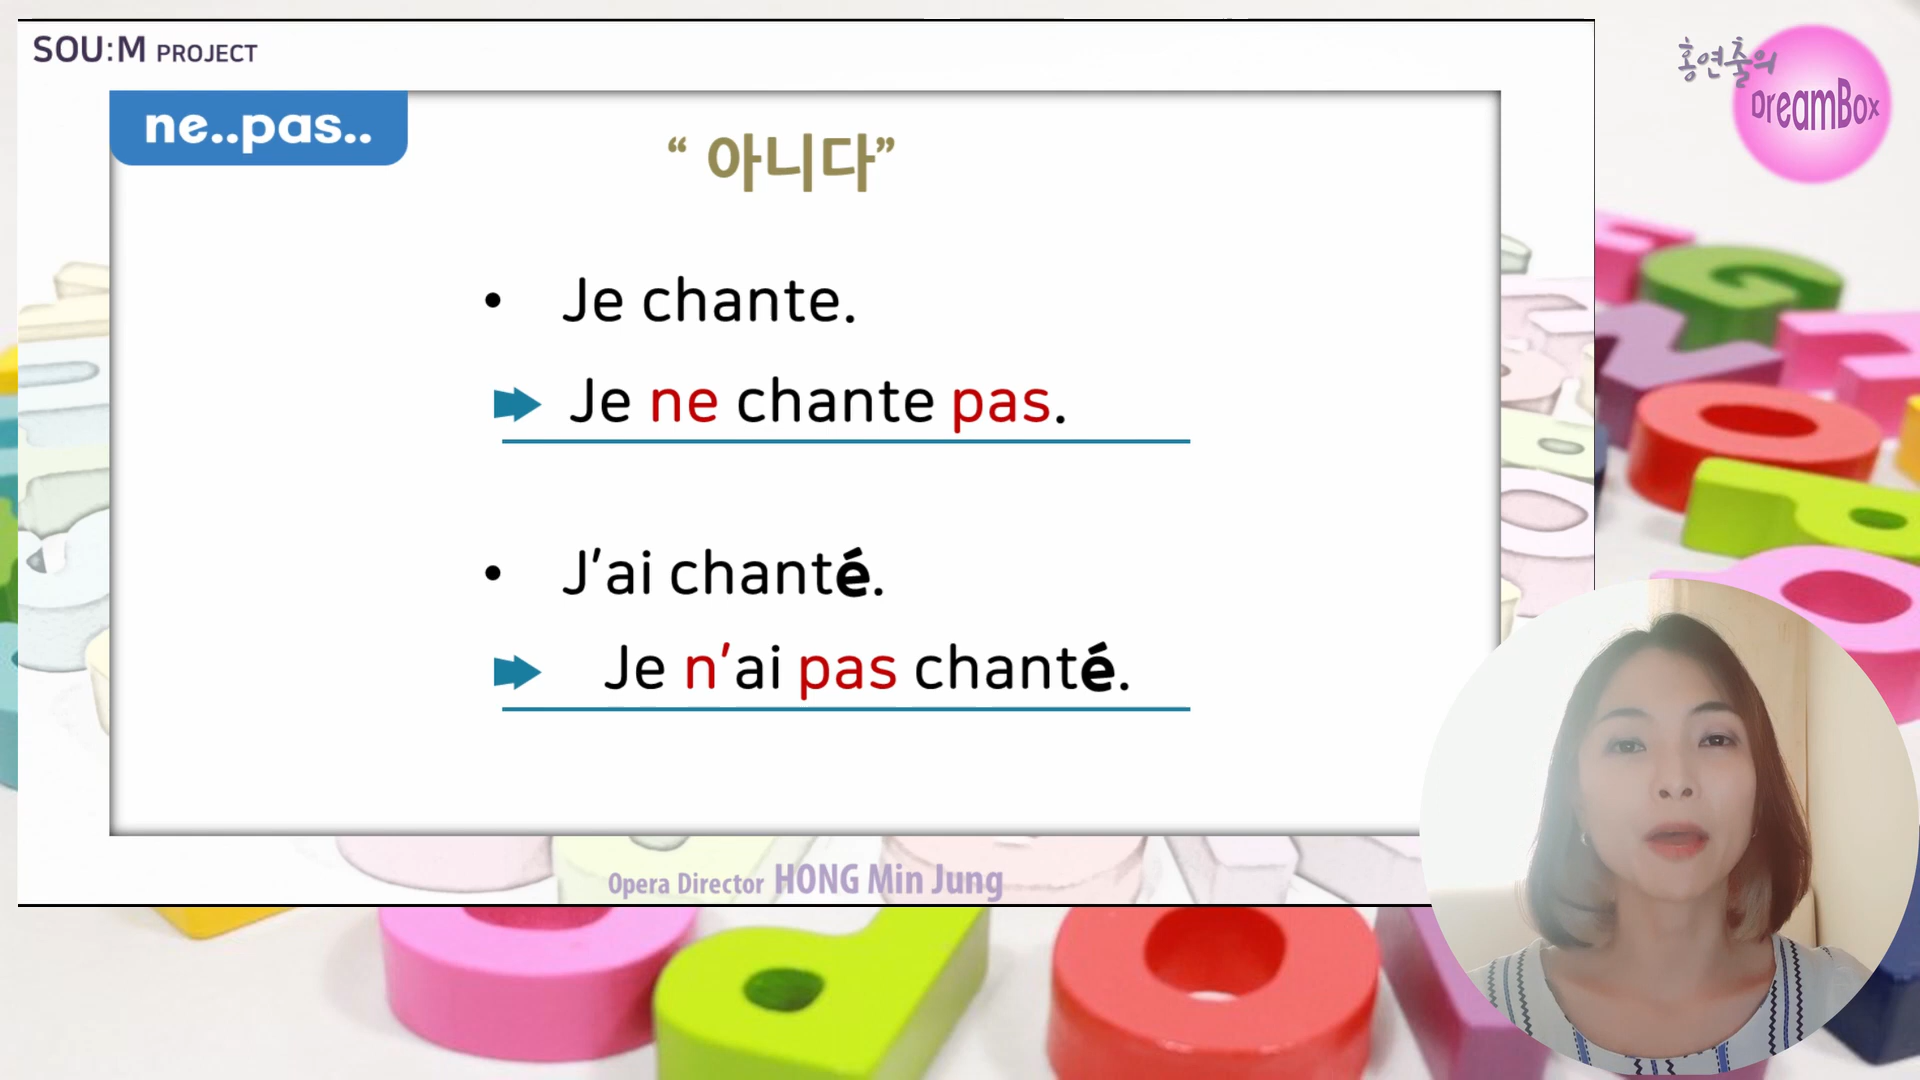 SOU:M PROJECT
홍연출의
DreamBox
ne..pas..
“ 아니다”
• Je chante.
Je ne chante pas.
• J’ai chanté.
Je n’ai pas chanté.
Opera Director HONG Min Jung